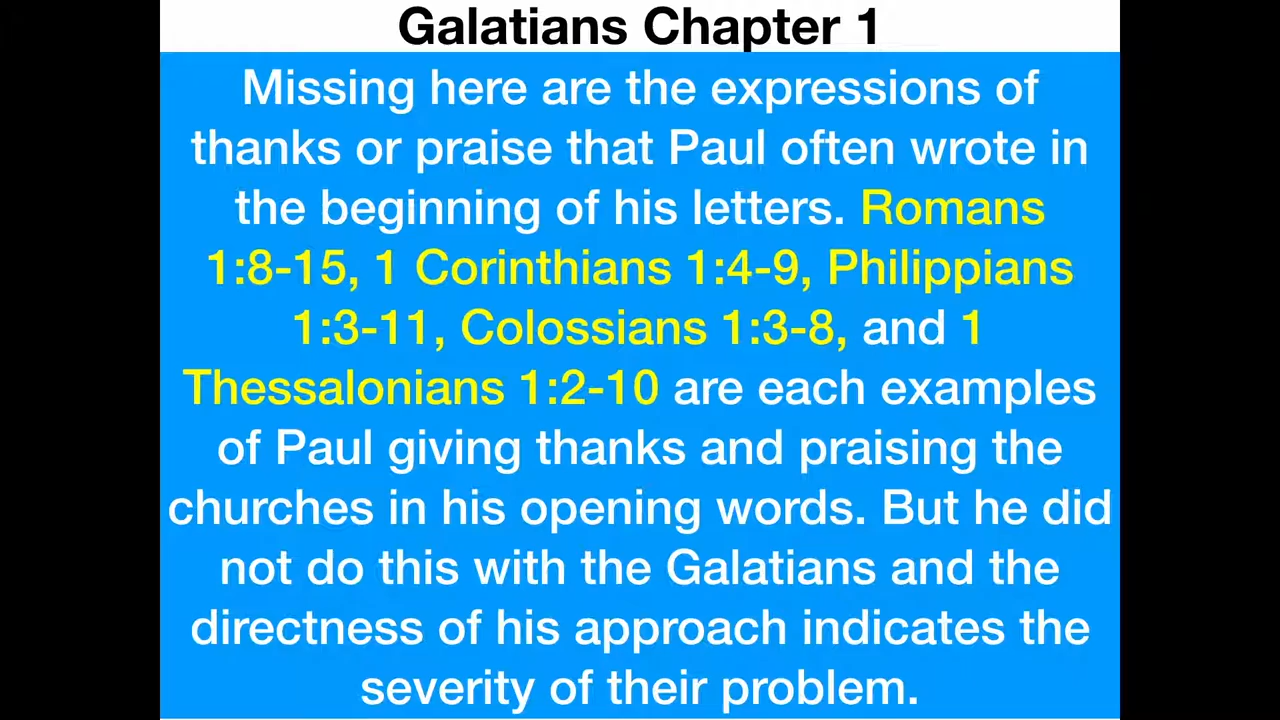 Galatians Chapter 1
Missing here are the expressions of
thanks or praise that Paul often wrote in
the beginning of his letters. Romans
1:8-15, 1 Corinthians 1:4-9, Philippians
1:3-11, Colossians 1:3-8, and 1
Thessalonians 1:2-10 are each examples
of Paul giving thanks and praising the
churches in his opening words. But he did
not do this with the Galatians and the
directness of his approach indicates the
severity of their problem.